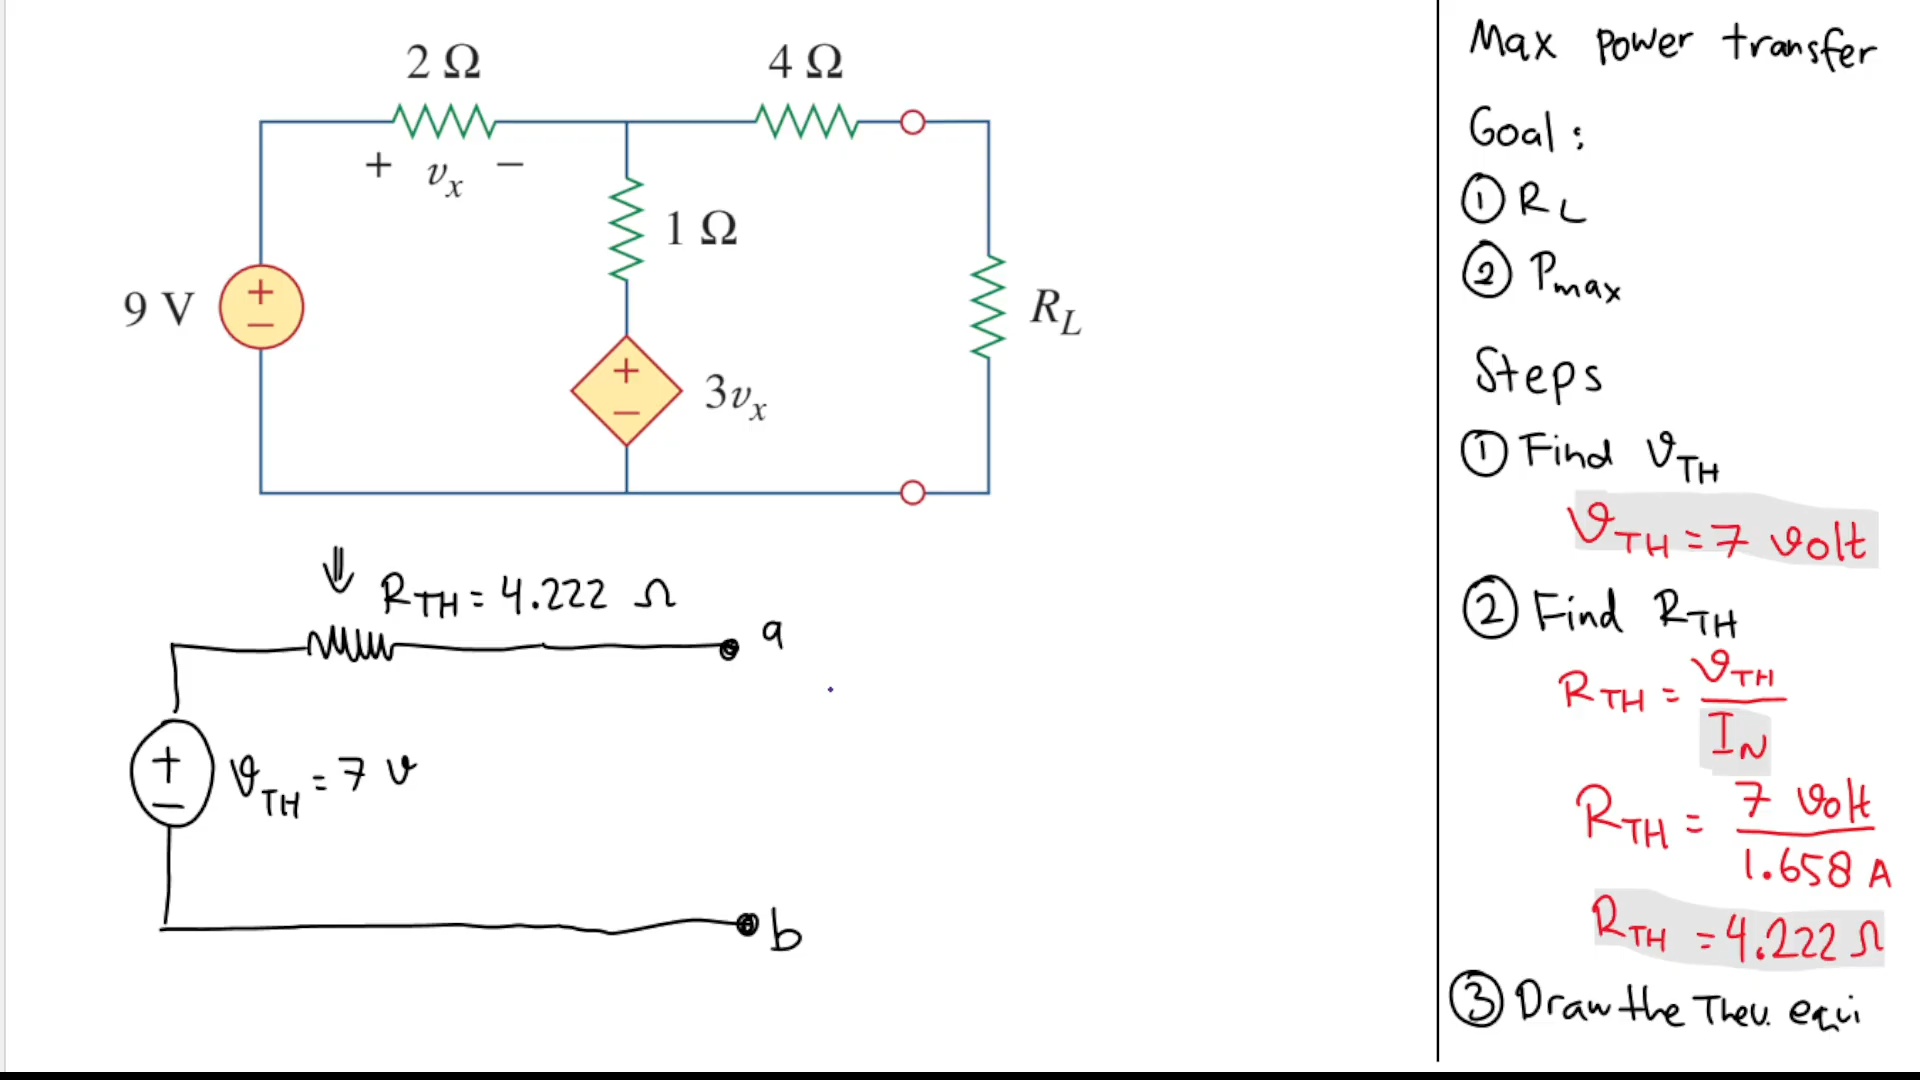 2 Ω
4 Ω
+ vx −
1 Ω
9 V
+
−
+
−
3vx
RL
RTH = 4.222 Ω
a
+
−
VTH = 7 v
b
Max power transfer
Goal :
① RL
② Pmax
Steps
① Find VTH
VTH = 7 volt
② Find RTH
RTH = VTH / IN
RTH = 7 volt / 1.658 A
RTH = 4.222 Ω
③ Draw the Thev. equi